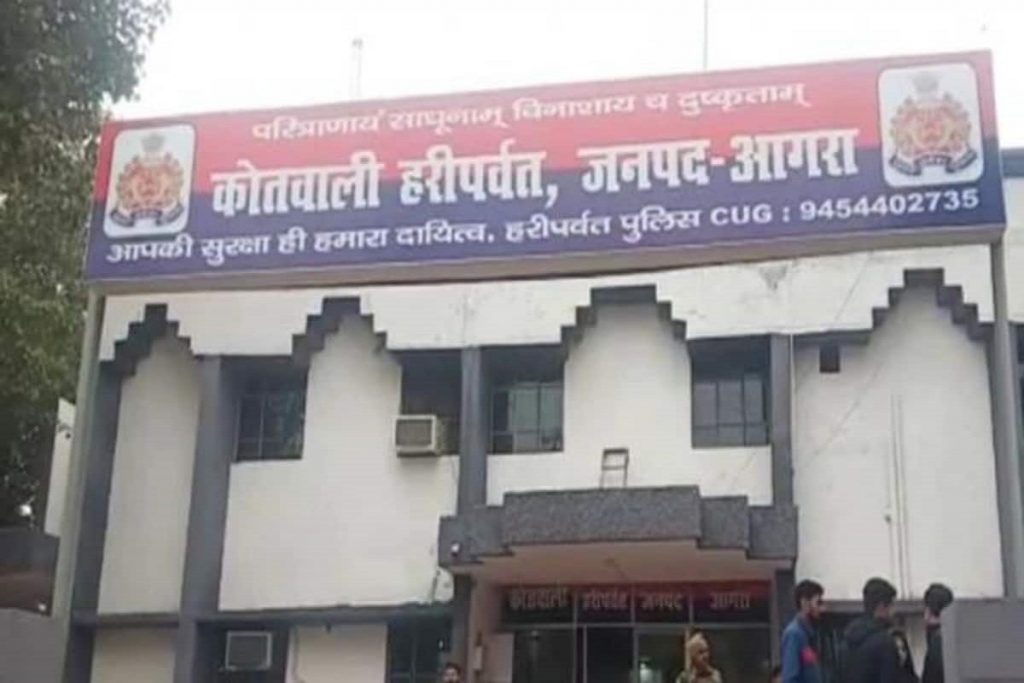 परित्राणाय साधूनाम् विनाशाय च दुष्कृताम्
कोतवाली हरीपर्वत, जनपद-आगरा
आपकी सुरक्षा ही हमारा दायित्व. हरीपर्वत पुलिस CUG : 9454402735
कोतवाली हरीपर्वत जनपद आगरा